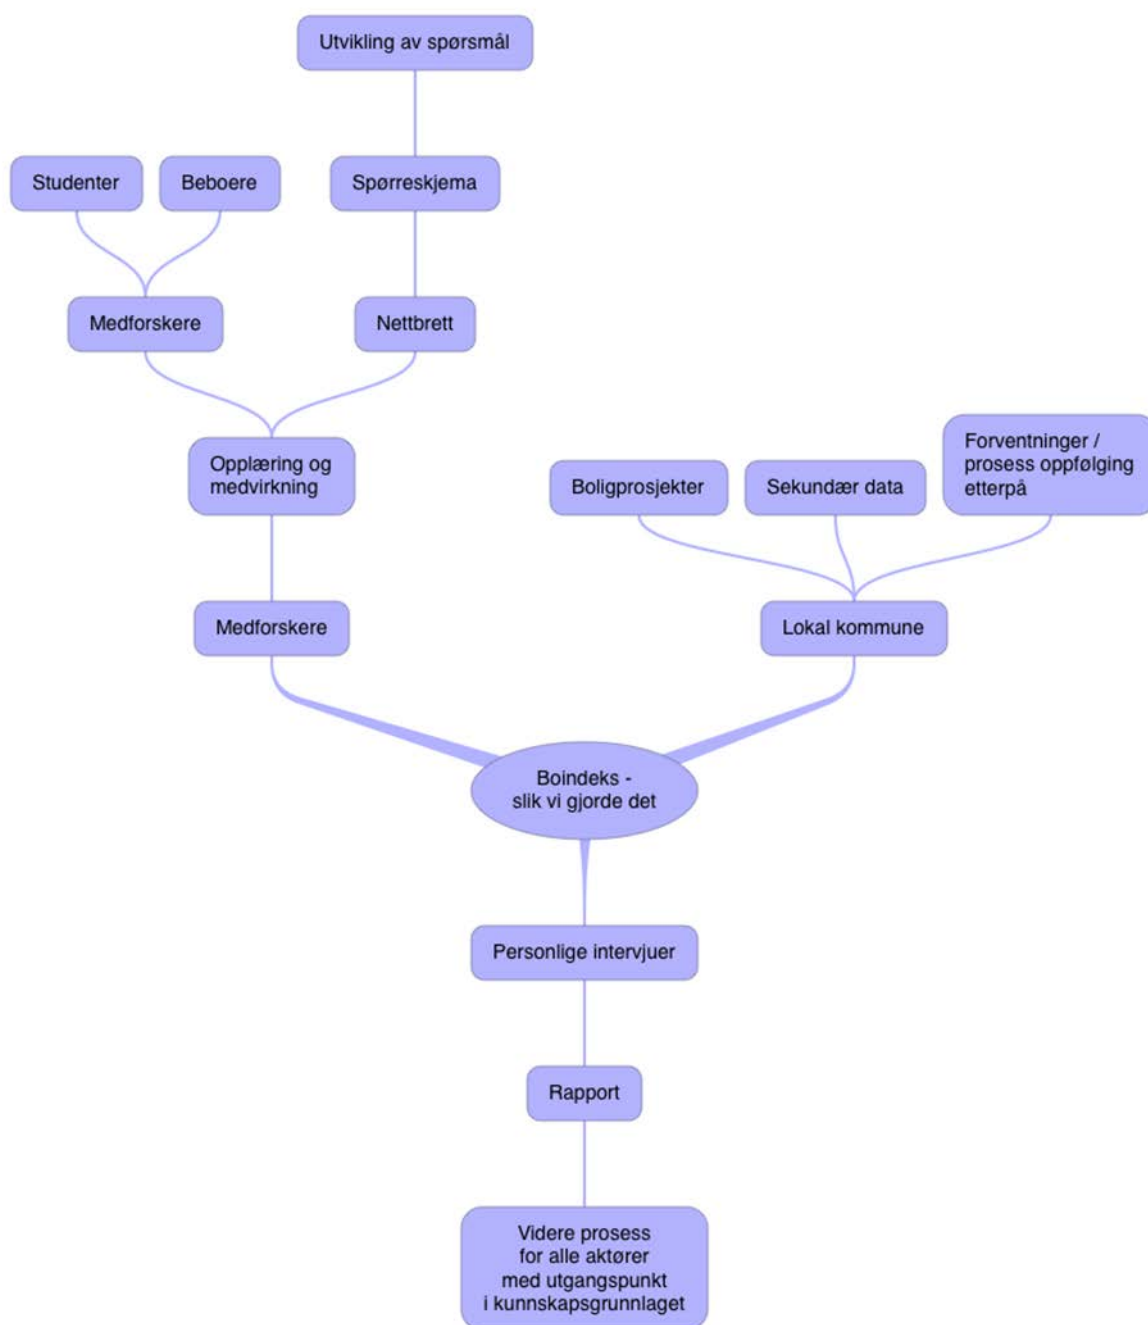 Utvikling av spørsmål
Studenter
Beboere
Spørreskjema
Medforskere
Nettbrett
Opplæring og
medvirkning
Boligprosjekter
Sekundær data
Forventninger /
prosess oppfølging
etterpå
Medforskere
Lokal kommune
Boindeks -
slik vi gjorde det
Personlige intervjuer
Rapport
Videre prosess
for alle aktører
med utgangspunkt
i kunnskapsgrunnlaget